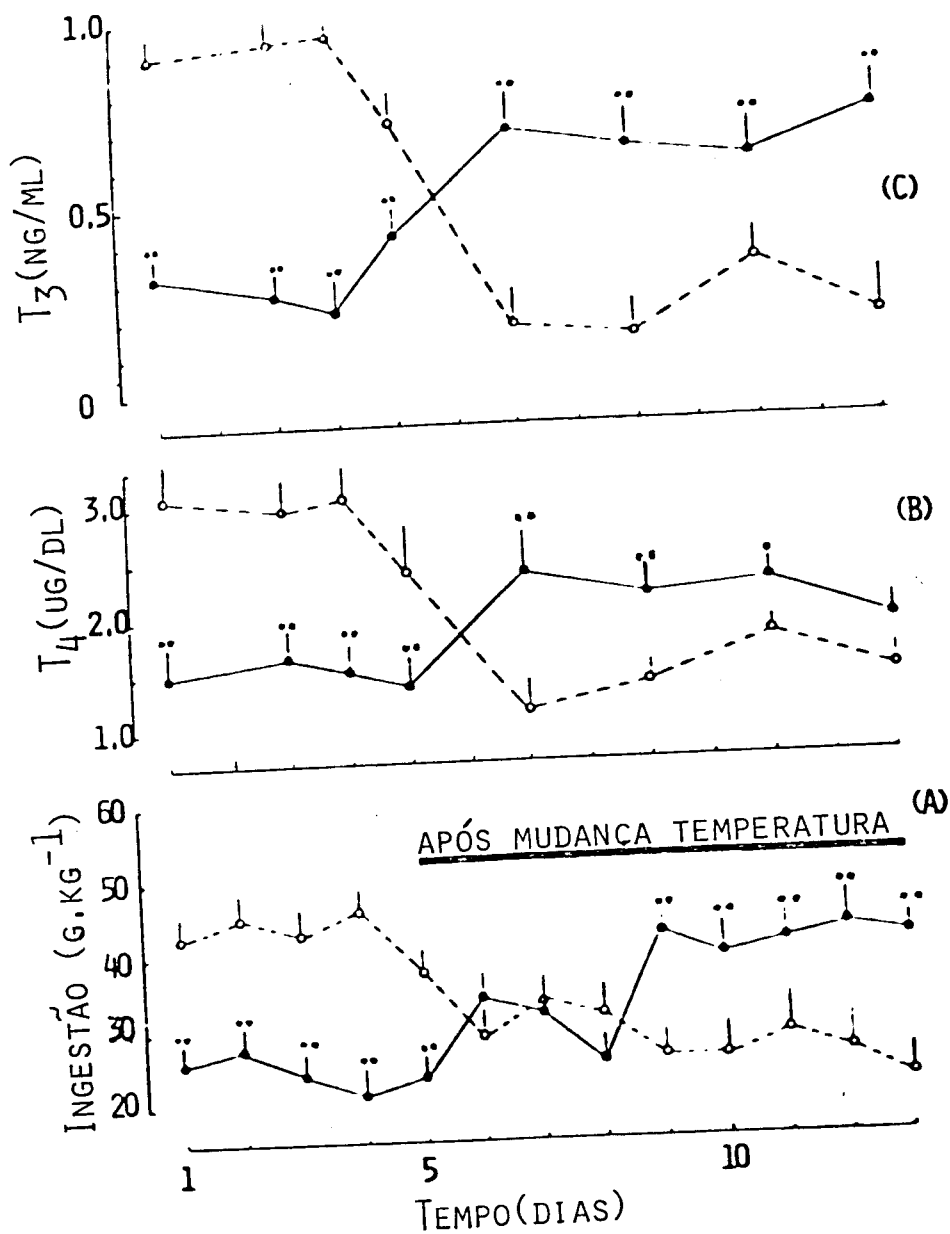 1.0
0.5
0
T3(NG/ML)
(C)
3.0
2.0
1.0
T4(UG/DL)
(B)
(A)
APÓS MUDANÇA TEMPERATURA
60
50
40
30
20
INGESTÃO (G.KG-1)
1 5 10
TEMPO(DIAS)